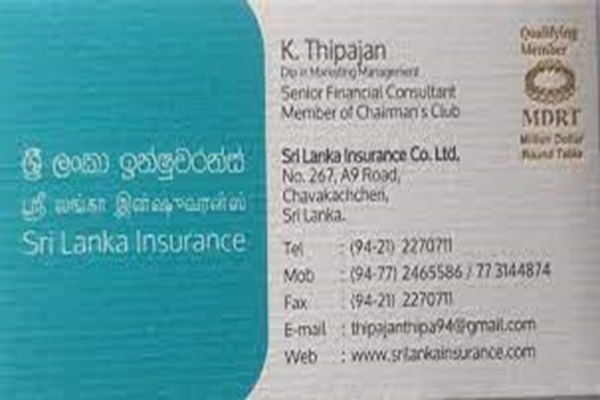 ශ්‍රී ලංකා ඉන්ෂුවරන්ස්
ஸ்ரீ லங்கா இன்ஷூவரன்ஸ்
Sri Lanka Insurance
K. Thipajan
Dip in Marketing Management
Senior Financial Consultant
Member of Chairman's Club
Qualifying
Member
MDRT
Million Dollar
Round Table
Sri Lanka Insurance Co. Ltd.
No. 267, A9 Road,
Chavakachcheri,
Sri Lanka.
Tel : (94-21) 2270711
Mob : (94-77) 2465586 / 77 3144874
Fax : (94-21) 2270711
E-mail : thipajanthipa94@gmail.com
Web : www.srilankainsurance.com